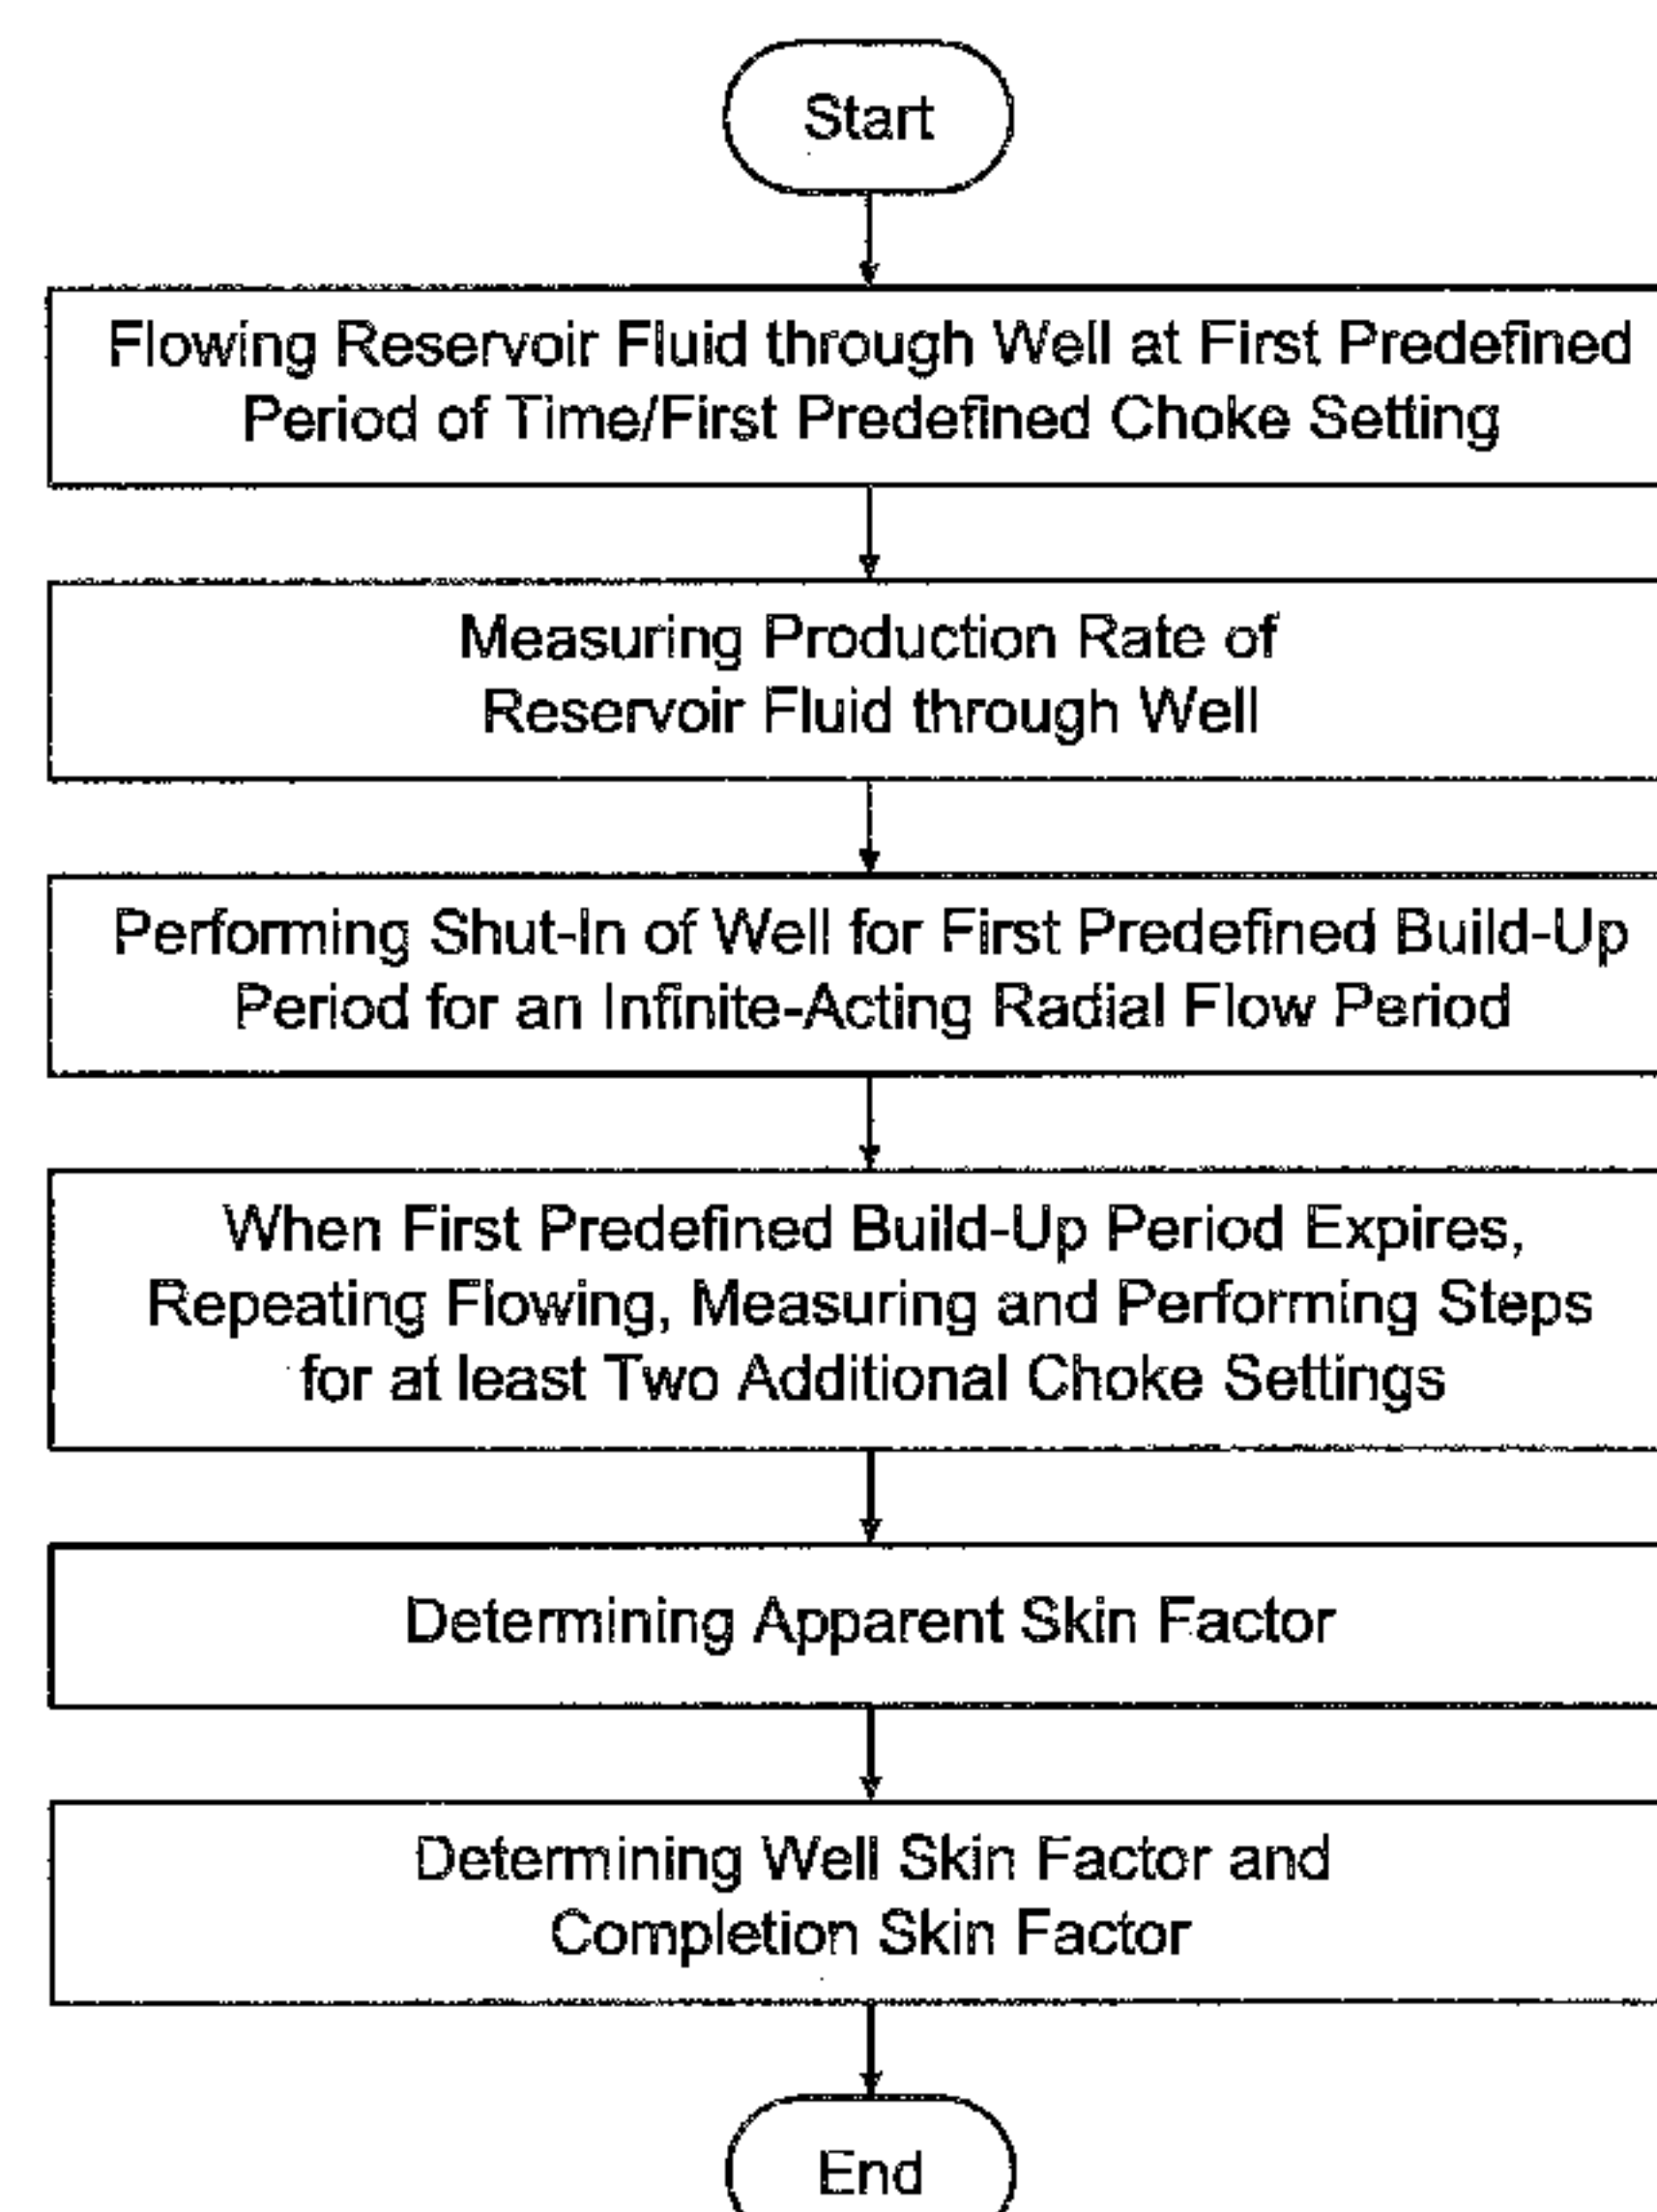 Start
Flowing Reservoir Fluid through Well at First Predefined
Period of Time/First Predefined Choke Setting
Measuring Production Rate of
Reservoir Fluid through Well
Performing Shut-In of Well for First Predefined Build-Up
Period for an Infinite-Acting Radial Flow Period
When First Predefined Build-Up Period Expires,
Repeating Flowing, Measuring and Performing Steps
for at least Two Additional Choke Settings
Determining Apparent Skin Factor
Determining Well Skin Factor and
Completion Skin Factor
End